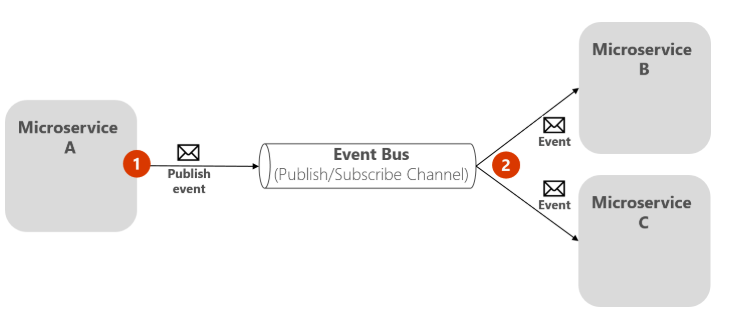 Microservice
A
1
Publish
event
Event Bus
(Publish/Subscribe Channel)
2
Event
Event
Microservice
B
Microservice
C